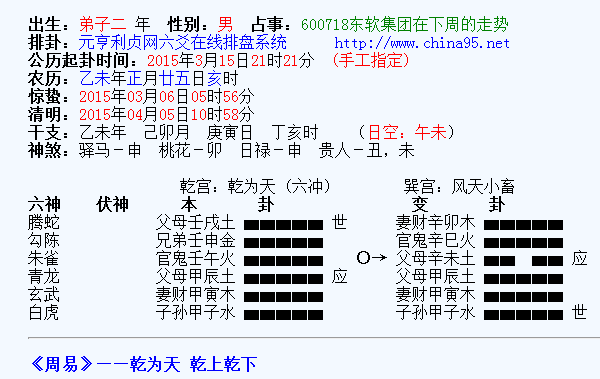 出生：弟子二 年　性别：男　占事：600718东软集团在下周的走势
排卦：元亨利贞网六爻在线排盘系统　　http://www.china95.net
公历起卦时间：2015年3月15日21时21分　（手工指定）
农历：乙未年正月廿五日亥时
惊蛰：2015年03月06日05时56分
清明：2015年04月05日10时58分
干支：乙未年　己卯月　庚寅日　丁亥时　　（日空：午未）
神煞：驿马－申　桃花－卯　日禄－申　贵人－丑，未
乾宫：乾为天（六冲）　　巽宫：风天小畜
六神　伏神　本　卦　变　卦
腾蛇　父母壬戌土　世　妻财辛卯木
勾陈　兄弟壬申金　官鬼辛巳火
朱雀　官鬼壬午火　O→　父母辛未土　应
青龙　父母甲辰土　应　父母甲辰土
玄武　妻财甲寅木　妻财甲寅木
白虎　子孙甲子水　子孙甲子水　世
《周易》－－乾为天 乾上乾下